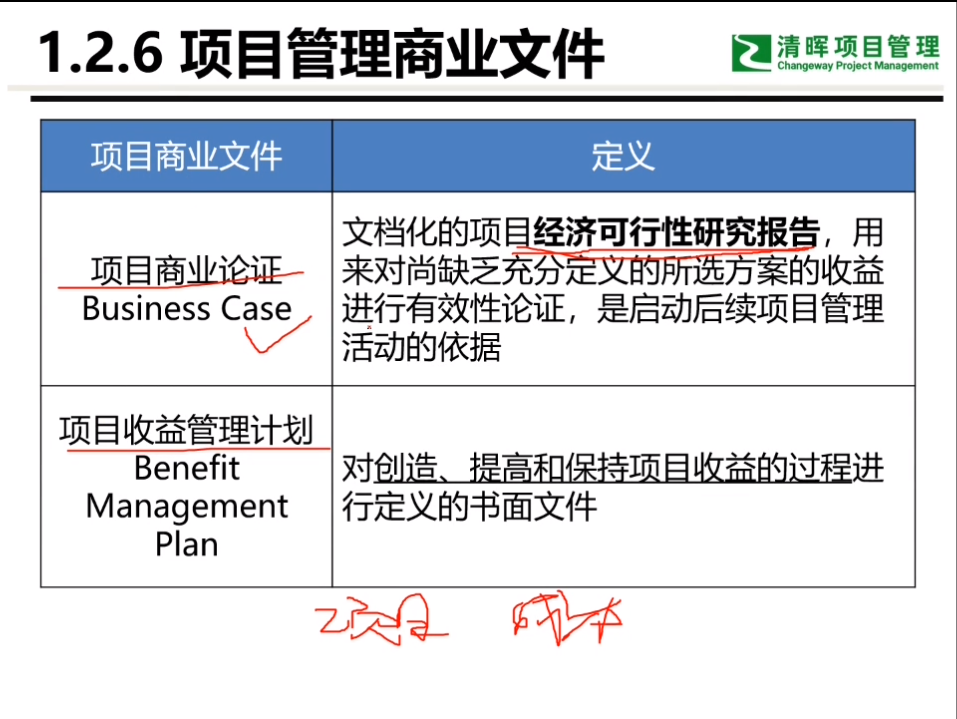 1.2.6 项目管理商业文件
清晖项目管理
Changeway Project Management
项目商业文件
定义
项目商业论证
Business Case
文档化的项目经济可行性研究报告，用
来对尚缺乏充分定义的所选方案的收益
进行有效性论证，是启动后续项目管理
活动的依据
项目收益管理计划
Benefit
Management
Plan
对创造、提高和保持项目收益的过程进
行定义的书面文件
项目 成本